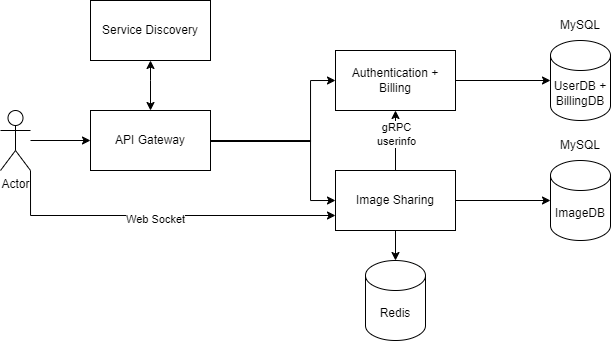 MySQL
Service Discovery
Authentication +
Billing
UserDB +
BillingDB
API Gateway
gRPC
userinfo
MySQL
Actor
Image Sharing
ImageDB
Web Socket
Redis